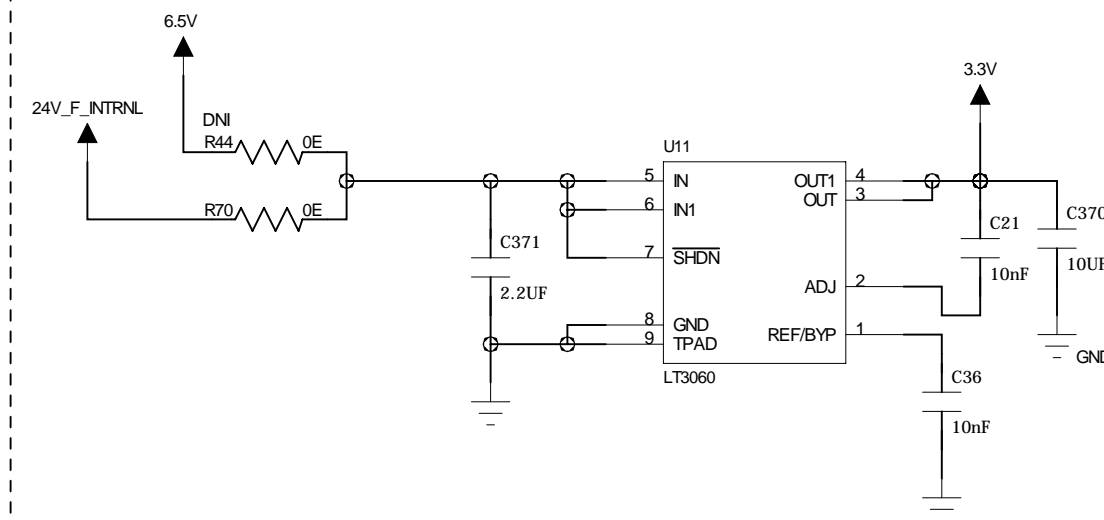 6.5V
3.3V
24V_F_INTRNL
DNI
R44 0E
U11
5 IN OUT1 4
OUT 3
6 IN1
R70 0E
C21
C370
C371
7 SHDN
10nF
10UF
2.2UF
ADJ 2
8 GND
REF/BYP 1
9 TPAD
GND
LT3060
C36
10nF